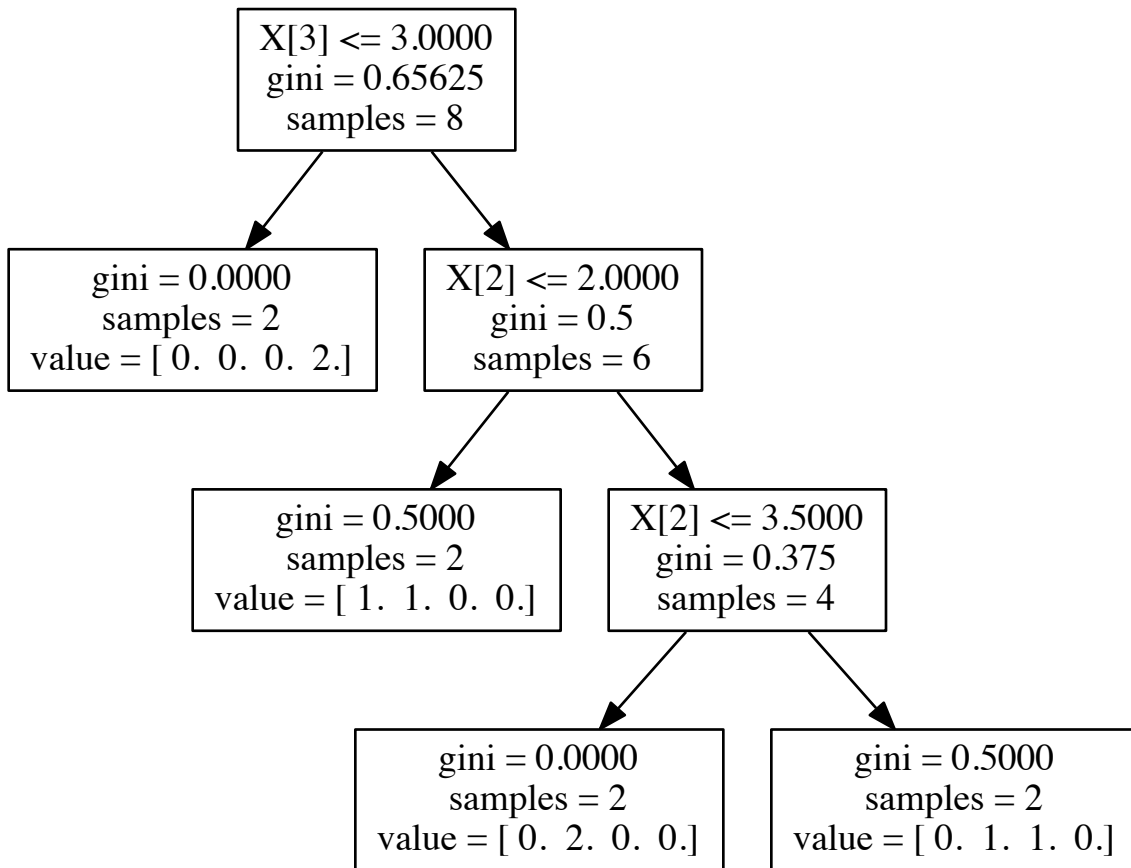 X[3] <= 3.0000
gini = 0.65625
samples = 8
gini = 0.0000
samples = 2
value = [ 0. 0. 0. 2.]
X[2] <= 2.0000
gini = 0.5
samples = 6
gini = 0.5000
samples = 2
value = [ 1. 1. 0. 0.]
X[2] <= 3.5000
gini = 0.375
samples = 4
gini = 0.0000
samples = 2
value = [ 0. 2. 0. 0.]
gini = 0.5000
samples = 2
value = [ 0. 1. 1. 0.]